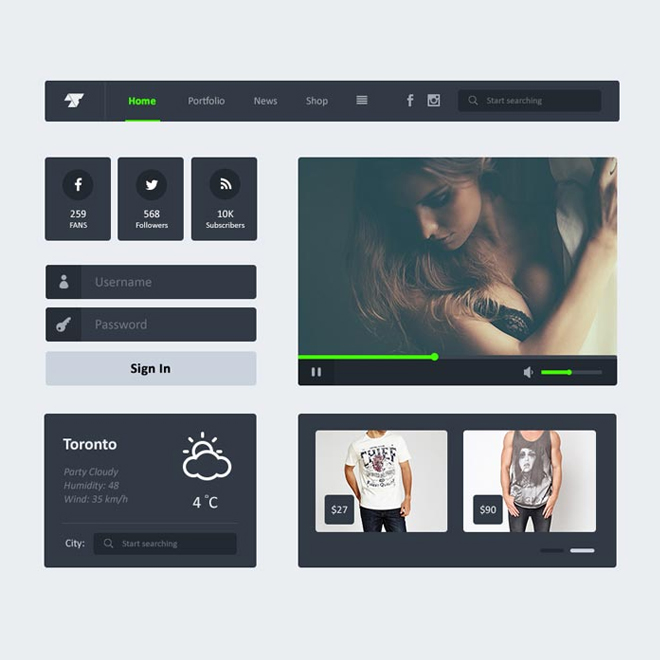 Home
Portfolio
News
Shop
Start searching
259
FANS
568
Followers
10K
Subscribers
Username
Password
Sign In
Toronto
Party Cloudy
Humidity: 48
Wind: 35 km/h
4 °C
City:
Start searching
CHIEF
$27
$90